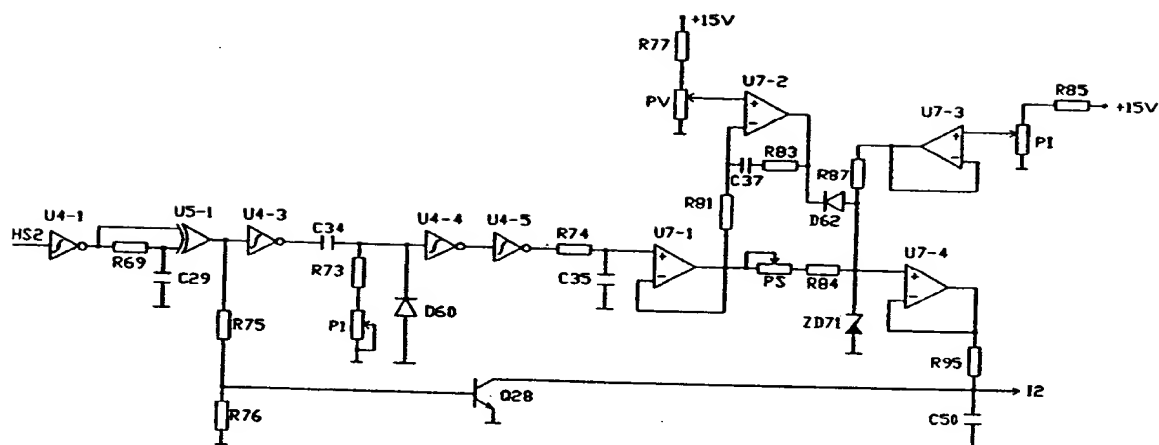 +15V
R77
U7-2
PV
R85
+15V
U7-3
PI
R83
C37
R87
D62
R81
U4-1
U5-1
U4-3
C34
U4-4
U4-5
R74
U7-1
U7-4
HS2
R69
C29
R73
C35
PS
R84
D60
ZD71
R75
PI
R95
R76
Q28
I2
C50